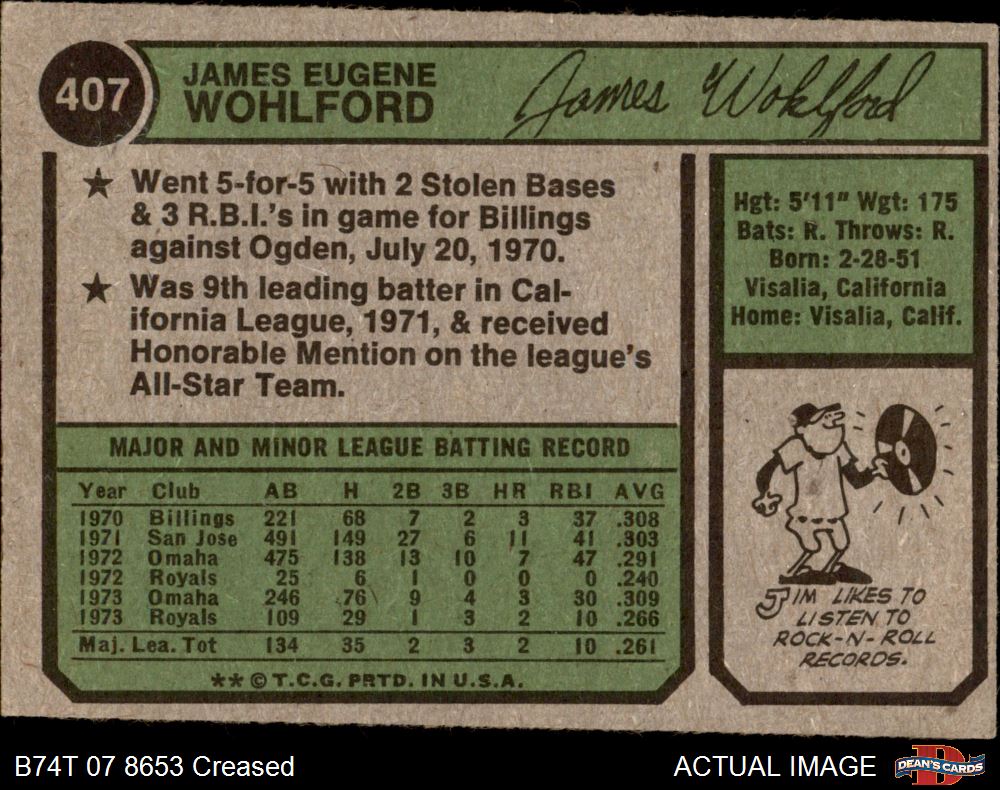 407
JAMES EUGENE
WOHLFORD
James Wohlford
★ Went 5-for-5 with 2 Stolen Bases
& 3 R.B.I.'s in game for Billings
against Ogden, July 20, 1970.
★ Was 9th leading batter in Cal-
ifornia League, 1971, & received
Honorable Mention on the league's
All-Star Team.
Hgt: 5'11" Wgt: 175
Bats: R. Throws: R.
Born: 2-28-51
Visalia, California
Home: Visalia, Calif.
MAJOR AND MINOR LEAGUE BATTING RECORD
Year Club AB H 2B 3B HR RBI AVG
1970 Billings 221 68 7 2 3 37 .308
1971 San Jose 491 149 27 6 11 41 .303
1972 Omaha 475 138 13 10 7 47 .291
1972 Royals 25 6 1 0 0 0 .240
1973 Omaha 246 76 9 4 3 30 .309
1973 Royals 109 29 1 3 2 10 .266
Maj. Lea. Tot 134 35 2 3 2 10 .261
** © T.C.G. PRTD. IN U.S.A.
JIM LIKES TO
LISTEN TO
ROCK-N-ROLL
RECORDS.
B74T 07 8653 Creased
ACTUAL IMAGE
DEAN'S CARDS